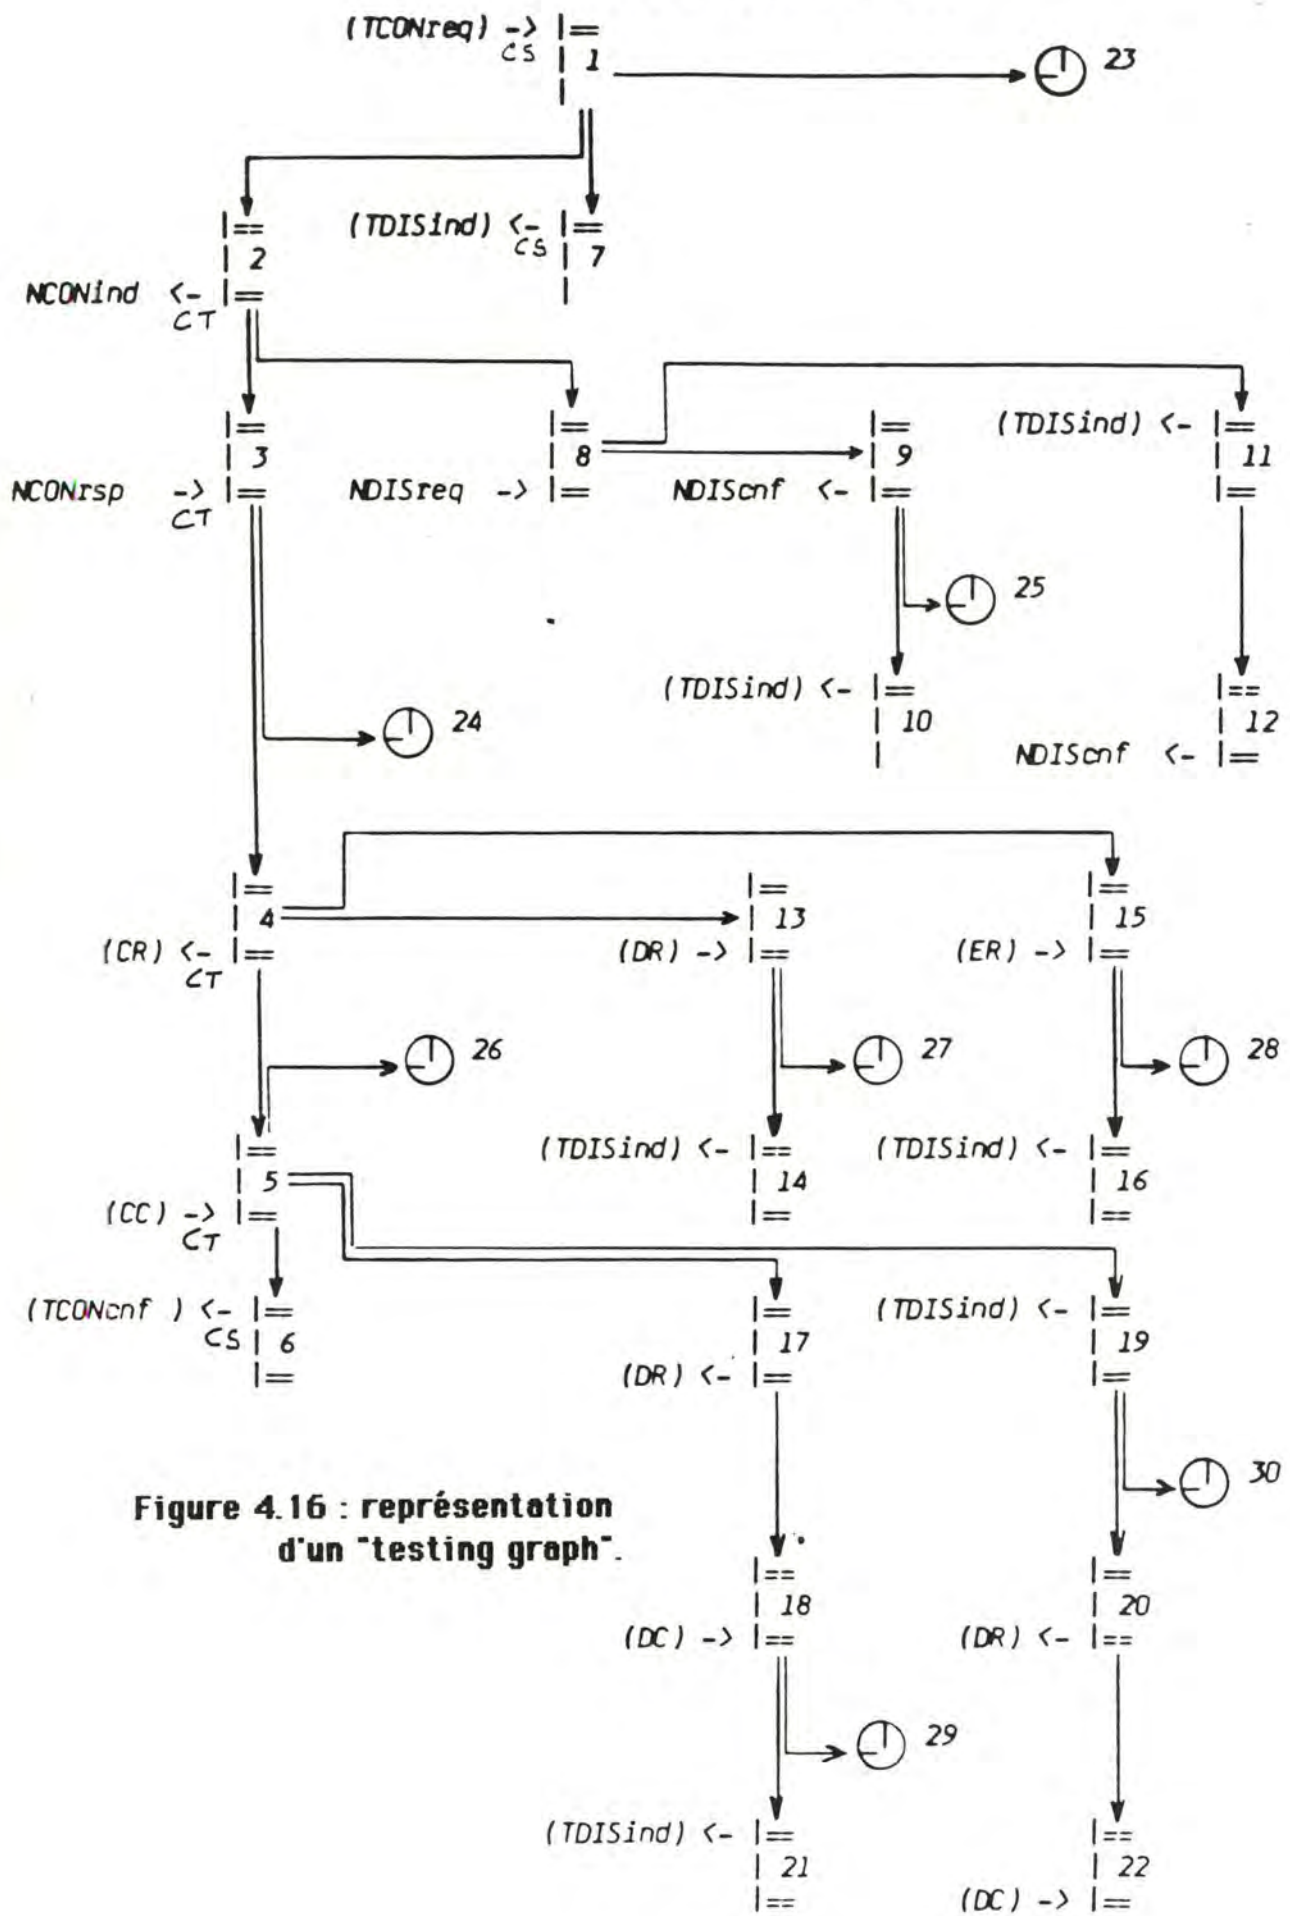 (TCONreq) -> |==
CS | 1
23
|== 2
(TDISind) <- |==
CS | 7
NCONind <- |==
CT
|== 3
|== 8
|== 9
(TDISind) <- |==
| 11
NCONrsp -> |==
CT
NDISreq -> |==
NDIScnf <- |==
|==
25
(TDISind) <- |==
| 10
|== 12
24
NDIScnf <- |==
|== 4
|== 13
|== 15
(CR) <- |==
CT
(DR) -> |==
(ER) -> |==
26
27
28
|== 5
(TDISind) <- |==
| 14
|==
(TDISind) <- |==
| 16
|==
(CC) -> |==
CT
(TCONcnf ) <- |==
CS | 6
|==
|== 17
(TDISind) <- |==
| 19
|==
(DR) <- |==
30
Figure 4.16 : représentation
d'un "testing graph".
|== 18
|== 20
(DC) -> |==
(DR) <- |==
29
(TDISind) <- |==
| 21
|==
|== 22
(DC) -> |==